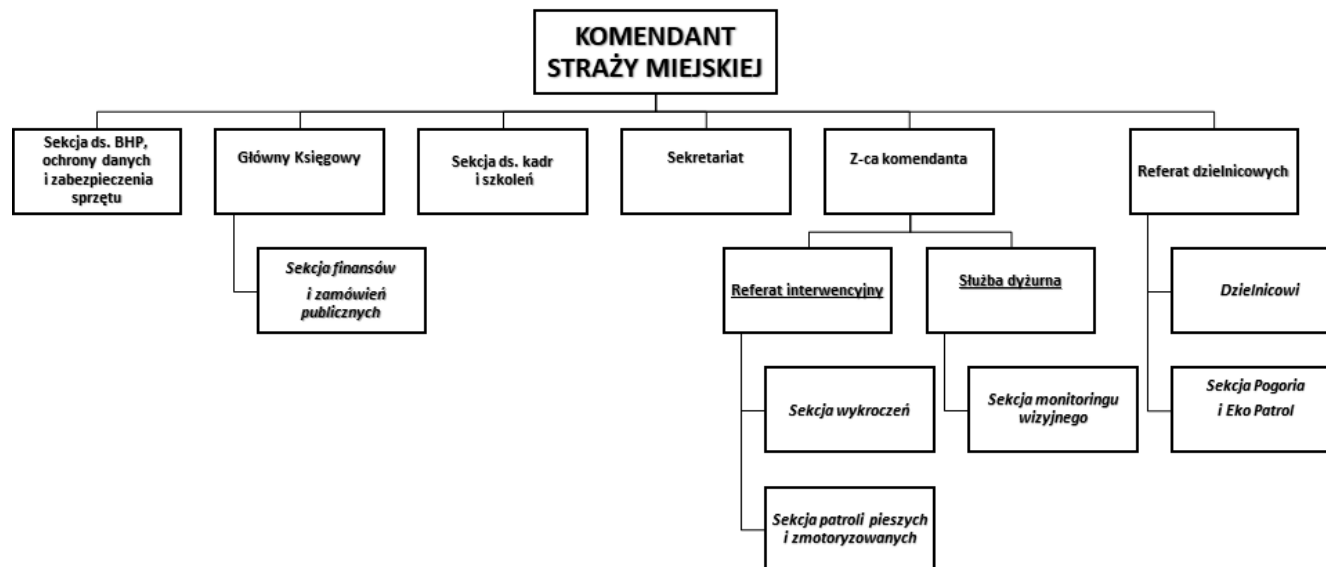 KOMENDANT
STRAŻY MIEJSKIEJ
Sekcja ds. BHP,
ochrony danych
i zabezpieczenia
sprzętu
Główny Księgowy
Sekcja ds. kadr
i szkoleń
Sekretariat
Z-ca komendanta
Referat dzielnicowych
Sekcja finansów
i zamówień
publicznych
Referat interwencyjny
Służba dyżurna
Dzielnicowi
Sekcja wykroczeń
Sekcja monitoringu
wizyjnego
Sekcja Pogoria
i Eko Patrol
Sekcja patroli pieszych
i zmotoryzowanych